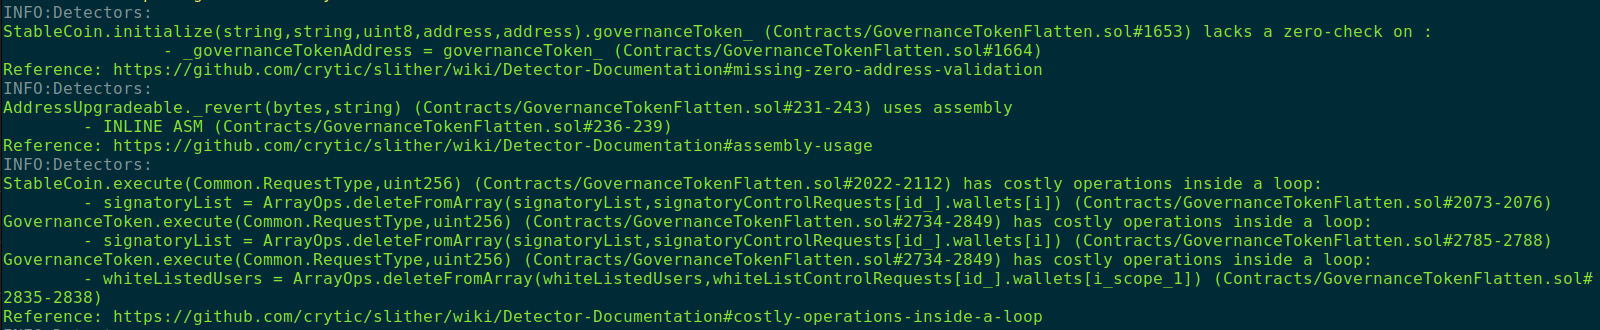 INFO:Detectors:
StableCoin.initialize(string,string,uint8,address,address).governanceToken_ (Contracts/GovernanceTokenFlatten.sol#1653) lacks a zero-check on :
- _governanceTokenAddress = governanceToken_ (Contracts/GovernanceTokenFlatten.sol#1664)
Reference: https://github.com/crytic/slither/wiki/Detector-Documentation#missing-zero-address-validation
INFO:Detectors:
AddressUpgradeable._revert(bytes,string) (Contracts/GovernanceTokenFlatten.sol#231-243) uses assembly
- INLINE ASM (Contracts/GovernanceTokenFlatten.sol#236-239)
Reference: https://github.com/crytic/slither/wiki/Detector-Documentation#assembly-usage
INFO:Detectors:
StableCoin.execute(Common.RequestType,uint256) (Contracts/GovernanceTokenFlatten.sol#2022-2112) has costly operations inside a loop:
- signatoryList = ArrayOps.deleteFromArray(signatoryList,signatoryControlRequests[id_].wallets[i]) (Contracts/GovernanceTokenFlatten.sol#2073-2076)
GovernanceToken.execute(Common.RequestType,uint256) (Contracts/GovernanceTokenFlatten.sol#2734-2849) has costly operations inside a loop:
- signatoryList = ArrayOps.deleteFromArray(signatoryList,signatoryControlRequests[id_].wallets[i]) (Contracts/GovernanceTokenFlatten.sol#2785-2788)
GovernanceToken.execute(Common.RequestType,uint256) (Contracts/GovernanceTokenFlatten.sol#2734-2849) has costly operations inside a loop:
- whiteListedUsers = ArrayOps.deleteFromArray(whiteListedUsers,whiteListControlRequests[id_].wallets[i_scope_1]) (Contracts/GovernanceTokenFlatten.sol#
2835-2838)
Reference: https://github.com/crytic/slither/wiki/Detector-Documentation#costly-operations-inside-a-loop